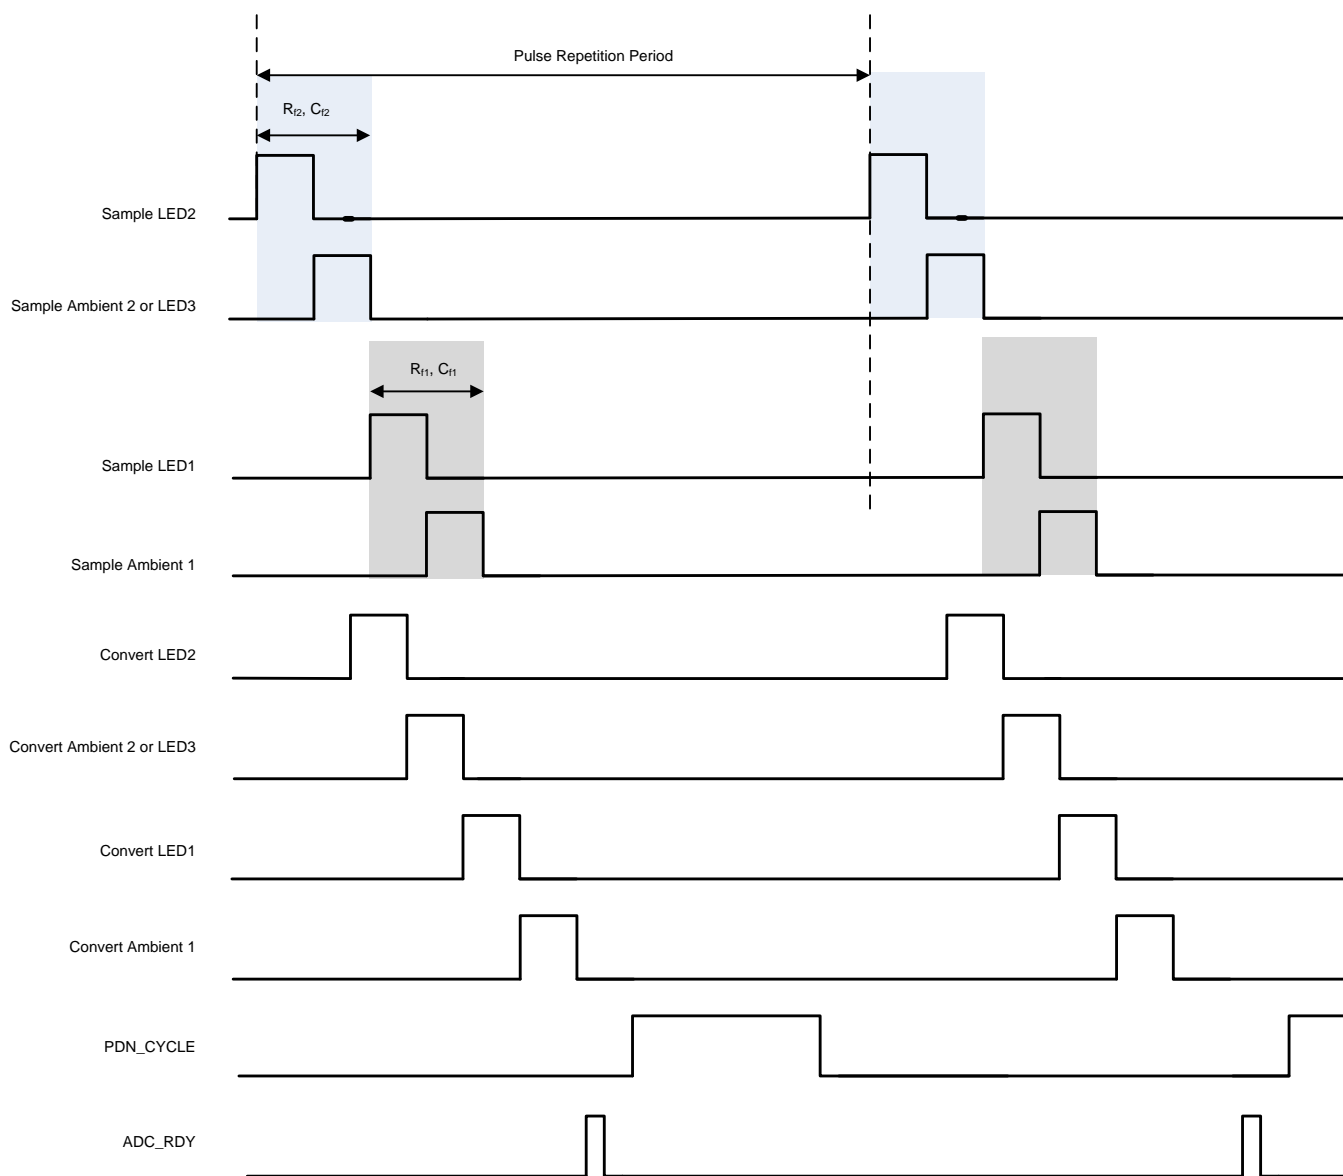 Pulse Repetition Period
Rf2, Cf2
Sample LED2
Sample Ambient 2 or LED3
Rf1, Cf1
Sample LED1
Sample Ambient 1
Convert LED2
Convert Ambient 2 or LED3
Convert LED1
Convert Ambient 1
PDN_CYCLE
ADC_RDY